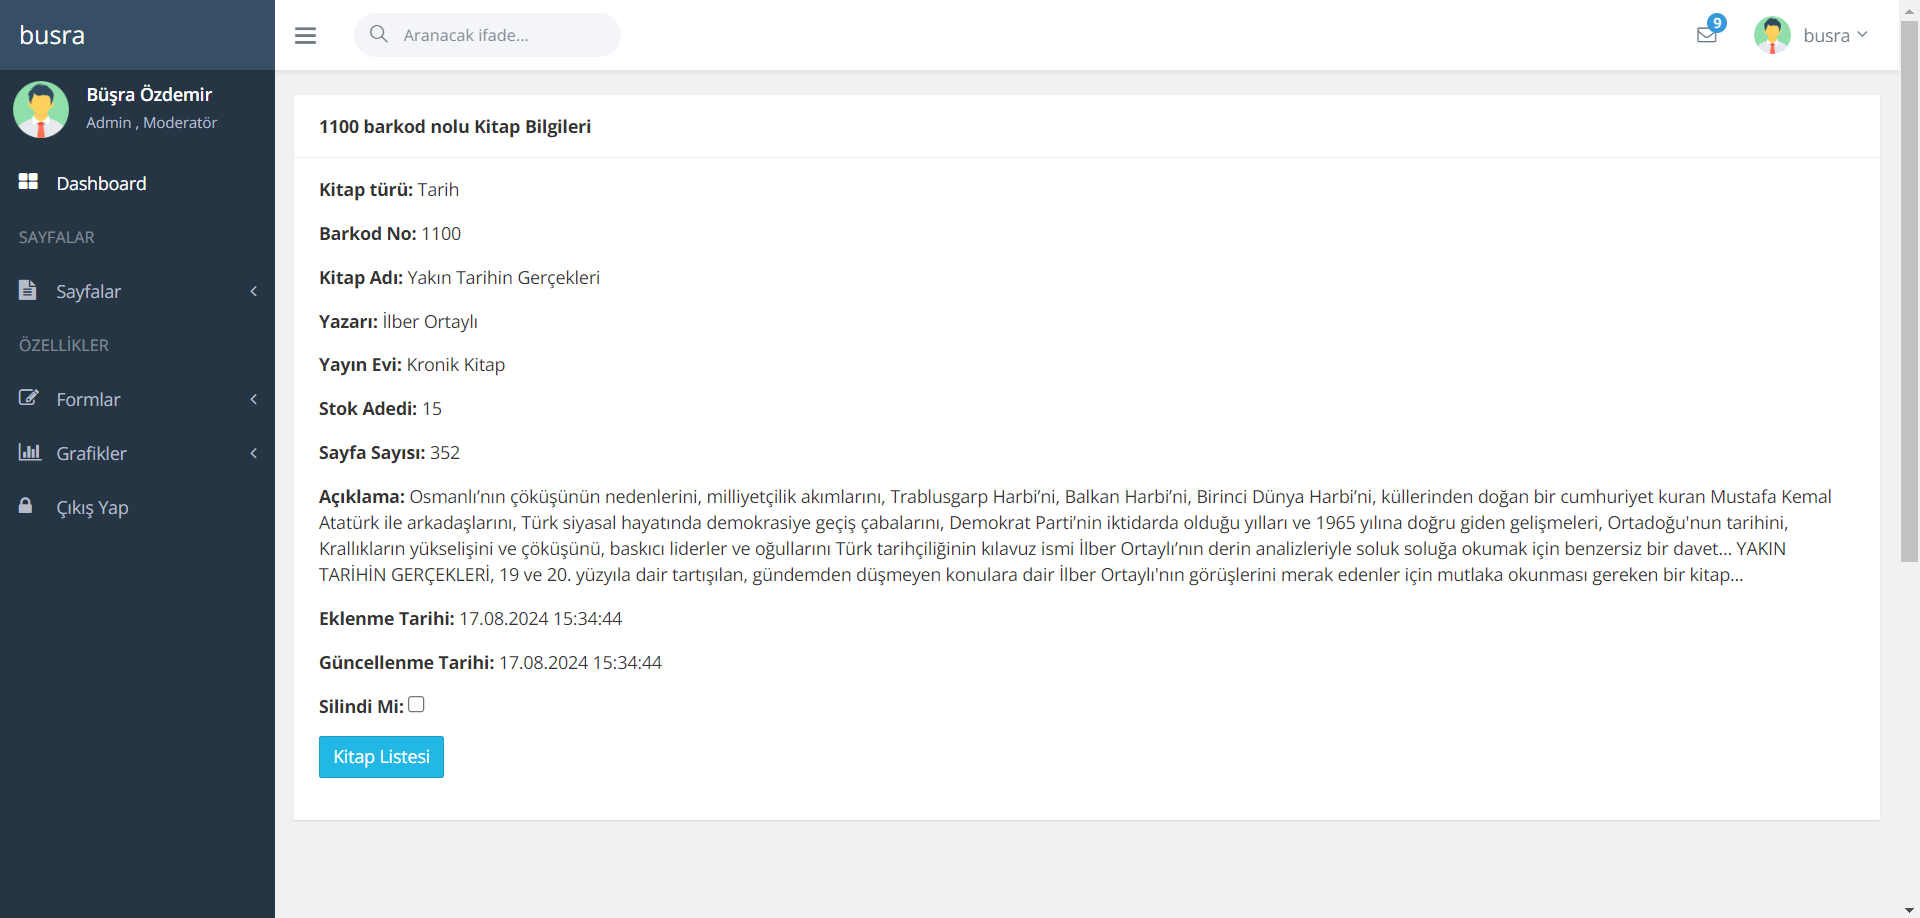 busra
Aranacak ifade...
9
busra
Büşra Özdemir
Admin , Moderatör
Dashboard
SAYFALAR
Sayfalar
ÖZELLİKLER
Formlar
Grafikler
Çıkış Yap
1100 barkod nolu Kitap Bilgileri
Kitap türü: Tarih
Barkod No: 1100
Kitap Adı: Yakın Tarihin Gerçekleri
Yazarı: İlber Ortaylı
Yayın Evi: Kronik Kitap
Stok Adedi: 15
Sayfa Sayısı: 352
Açıklama: Osmanlı’nın çöküşünün nedenlerini, milliyetçilik akımlarını, Trablusgarp Harbi’ni, Balkan Harbi’ni, Birinci Dünya Harbi’ni, küllerinden doğan bir cumhuriyet kuran Mustafa Kemal
Atatürk ile arkadaşlarını, Türk siyasal hayatında demokrasiye geçiş çabalarını, Demokrat Parti’nin iktidarda olduğu yılları ve 1965 yılına doğru giden gelişmeleri, Ortadoğu'nun tarihini,
Krallıkların yükselişini ve çöküşünü, baskıcı liderler ve oğullarını Türk tarihçiliğinin kılavuz ismi İlber Ortaylı’nın derin analizleriyle soluk soluğa okumak için benzersiz bir davet... YAKIN
TARİHİN GERÇEKLERİ, 19 ve 20. yüzyıla dair tartışılan, gündemden düşmeyen konulara dair İlber Ortaylı'nın görüşlerini merak edenler için mutlaka okunması gereken bir kitap...
Eklenme Tarihi: 17.08.2024 15:34:44
Güncellenme Tarihi: 17.08.2024 15:34:44
Silindi Mi:
Kitap Listesi